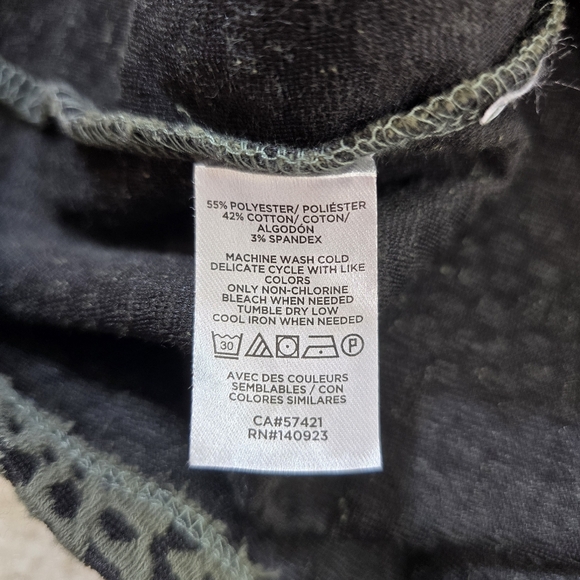 55% POLYESTER/ POLIÉSTER
42% COTTON/ COTON/
ALGODÓN
3% SPANDEX
MACHINE WASH COLD
DELICATE CYCLE WITH LIKE
COLORS
ONLY NON-CHLORINE
BLEACH WHEN NEEDED
TUMBLE DRY LOW
COOL IRON WHEN NEEDED
30 P
AVEC DES COULEURS
SEMBLABLES / CON
COLORES SIMILARES
CA#57421
RN#140923